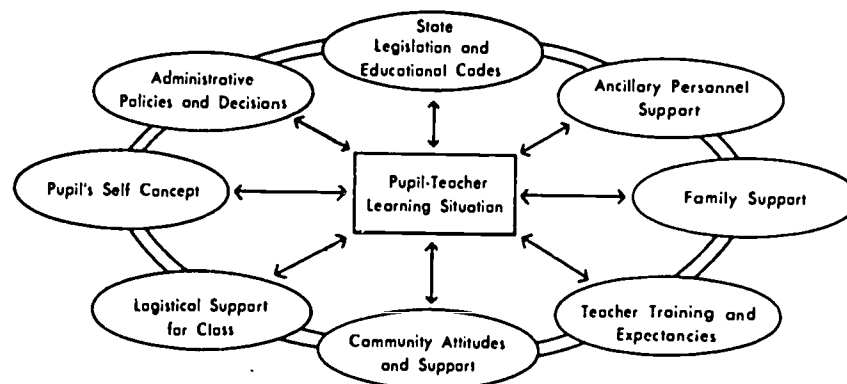 State
Legislation and
Educational Codes
Administrative
Policies and Decisions
Ancillary Personnel
Support
Pupil's Self Concept
Pupil-Teacher
Learning Situation
Family Support
Logistical Support
for Class
Community Attitudes
and Support
Teacher Training and
Expectancies